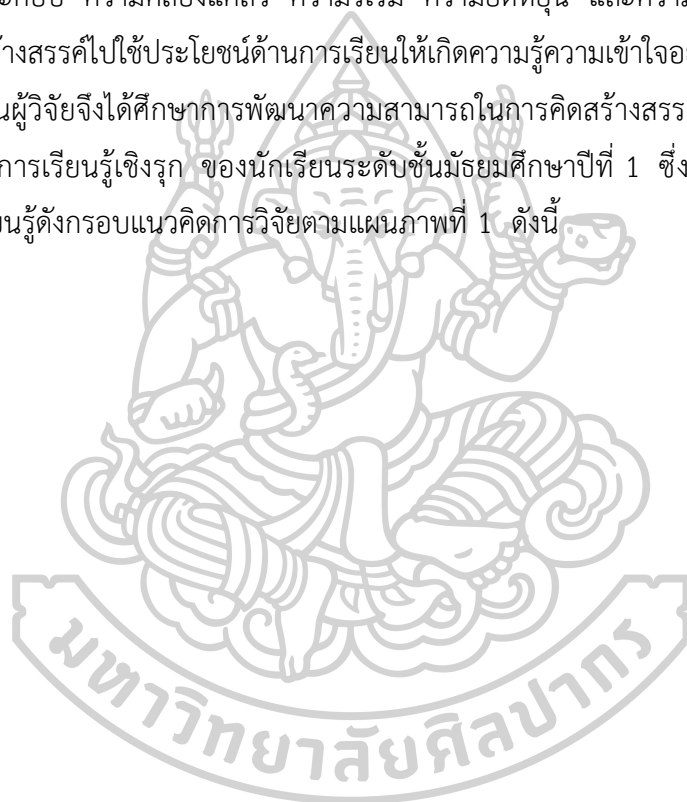 ความคล่องแคล่ว ความริเริ่ม ความยืดหยุ่น และความ
างสรรค์ไปใช้ประโยชน์ด้านการเรียนให้เกิดความรู้ความเข้าใจอ
นผู้วิจัยจึงได้ศึกษาการพัฒนาความสามารถในการคิดสร้างสรร
การเรียนรู้เชิงรุก ของนักเรียนระดับชั้นมัธยมศึกษาปีที่ 1 ซึ่ง
ยนรู้ดังกรอบแนวคิดการวิจัยตามแผนภาพที่ 1 ดังนี้
มหาวิทยาลัยศิลปากร